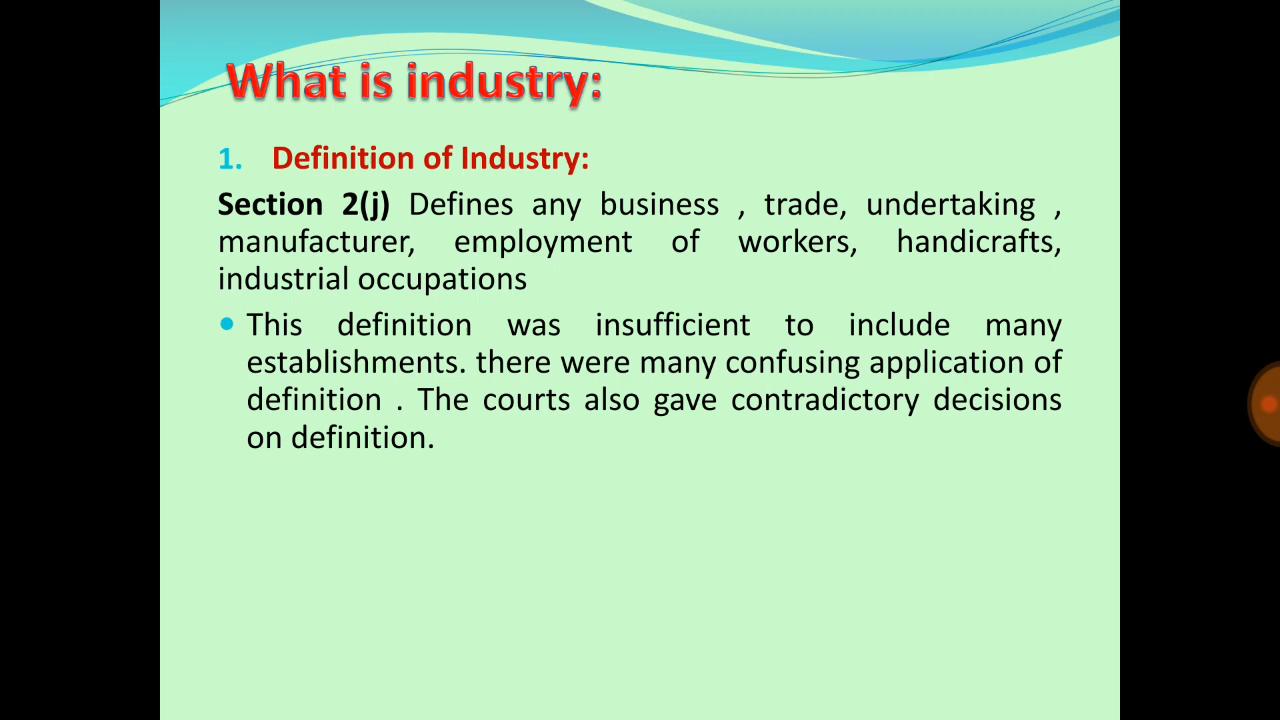 What is industry:
1. Definition of Industry:
Section 2(j) Defines any business , trade, undertaking ,
manufacturer, employment of workers, handicrafts,
industrial occupations
• This definition was insufficient to include many
establishments. there were many confusing application of
definition . The courts also gave contradictory decisions
on definition.